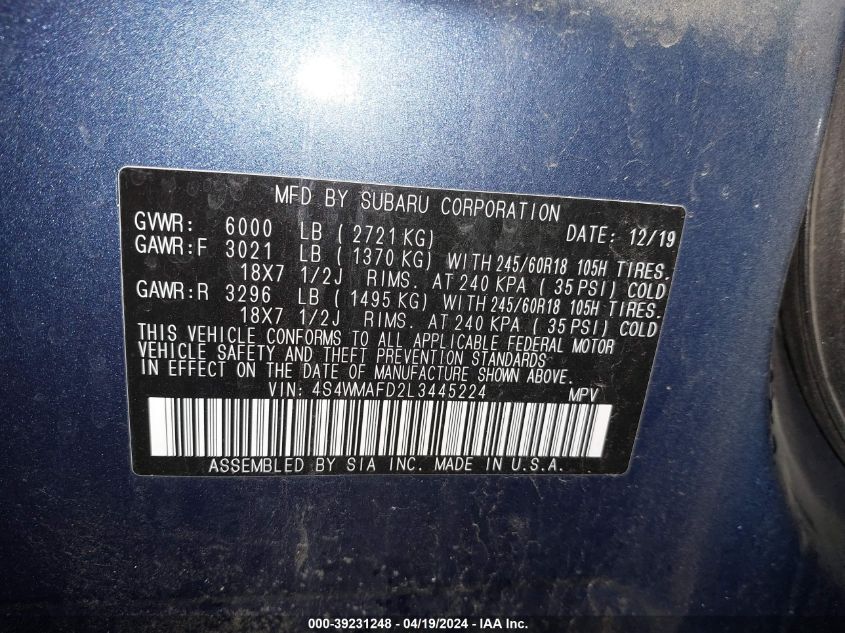 MFD BY SUBARU CORPORATION
GVWR: 6000 LB ( 2721 KG) DATE: 12/19
GAWR:F 3021 LB ( 1370 KG) WITH 245/60R18 105H TIRES.
18X7 1/2J RIMS. AT 240 KPA ( 35 PSI) COLD
GAWR:R 3296 LB ( 1495 KG) WITH 245/60R18 105H TIRES.
18X7 1/2J RIMS. AT 240 KPA ( 35 PSI) COLD
THIS VEHICLE CONFORMS TO ALL APPLICABLE FEDERAL MOTOR
VEHICLE SAFETY AND THEFT PREVENTION STANDARDS
IN EFFECT ON THE DATE OF MANUFACTURE SHOWN ABOVE.
VIN: 4S4WMAFD2L3445224 MPV
ASSEMBLED BY SIA INC. MADE IN U.S.A.
000-39231248 - 04/19/2024 - IAA Inc.